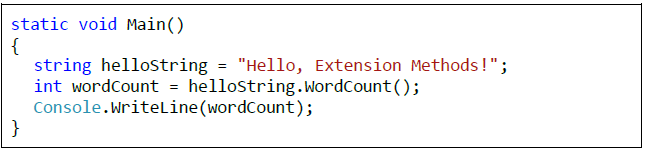 static void Main()
{
string helloString = "Hello, Extension Methods!";
int wordCount = helloString.WordCount();
Console.WriteLine(wordCount);
}